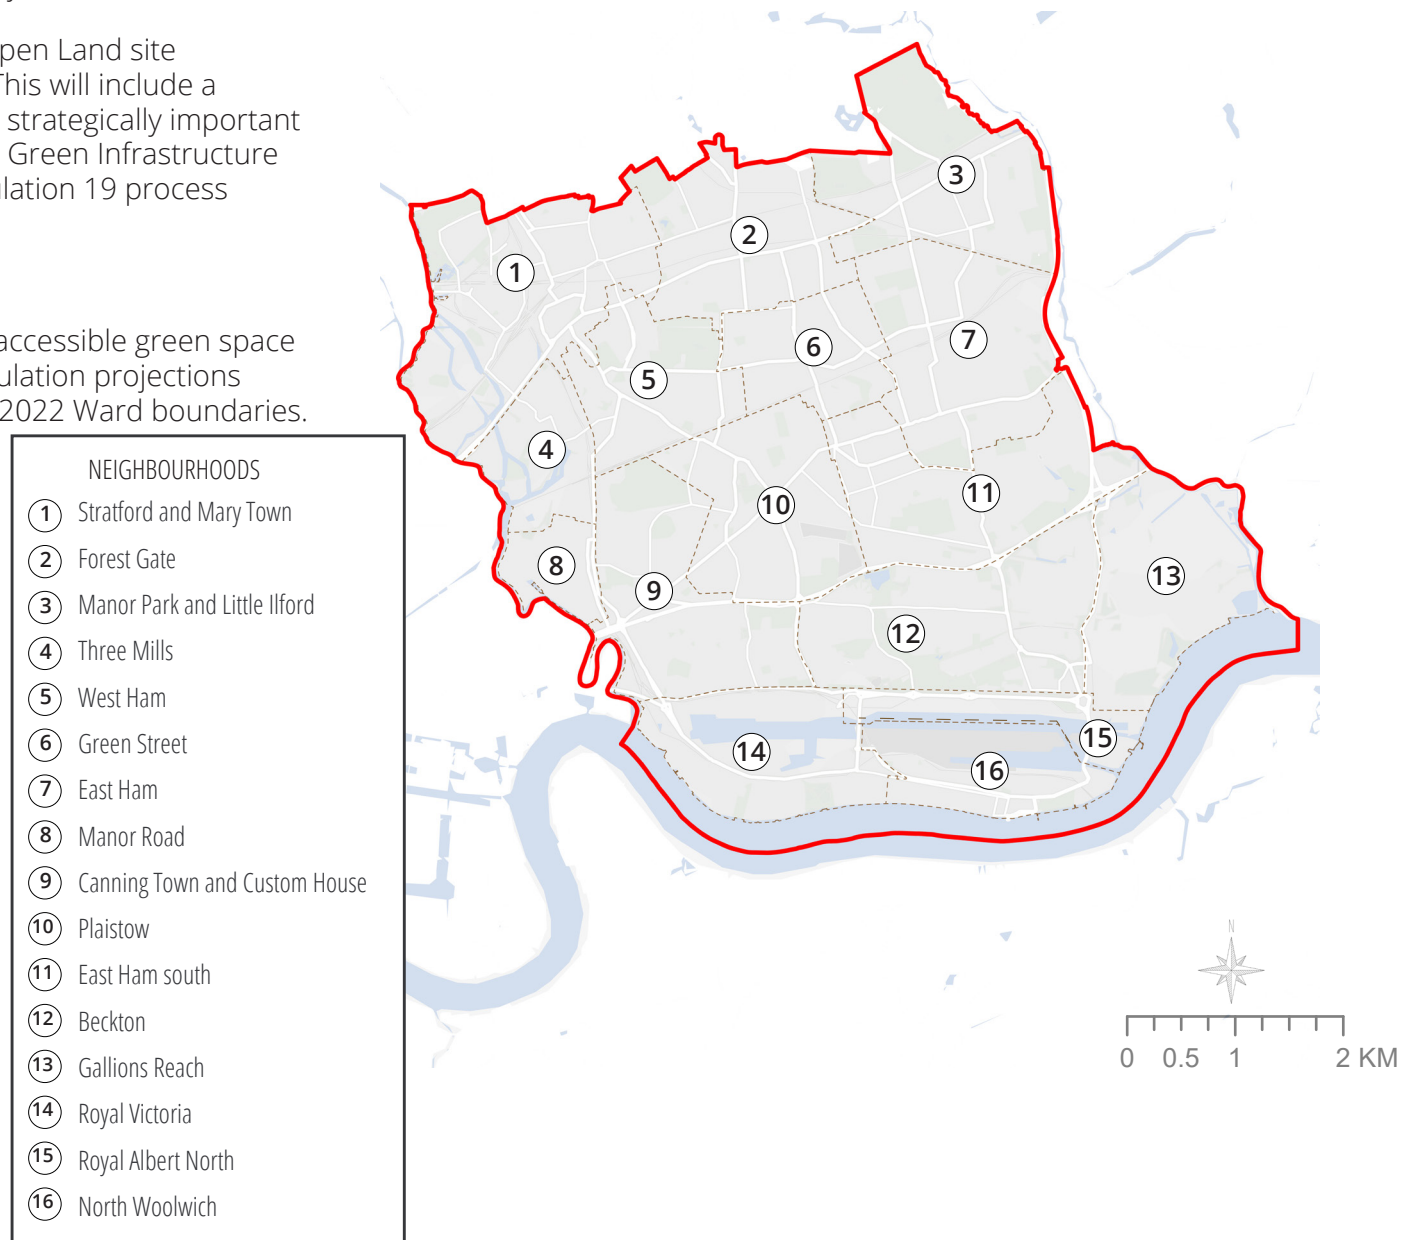 pen Land site
This will include a
strategically important
Green Infrastructure
ulation 19 process
accessible green space
ulation projections
2022 Ward boundaries.
NEIGHBOURHOODS
1 Stratford and Mary Town
2 Forest Gate
3 Manor Park and Little Ilford
4 Three Mills
5 West Ham
6 Green Street
7 East Ham
8 Manor Road
9 Canning Town and Custom House
10 Plaistow
11 East Ham south
12 Beckton
13 Gallions Reach
14 Royal Victoria
15 Royal Albert North
16 North Woolwich
3
2
1
7
6
5
4
11
10
8
13
9
12
15
14
16
N
0 0.5 1 2 KM